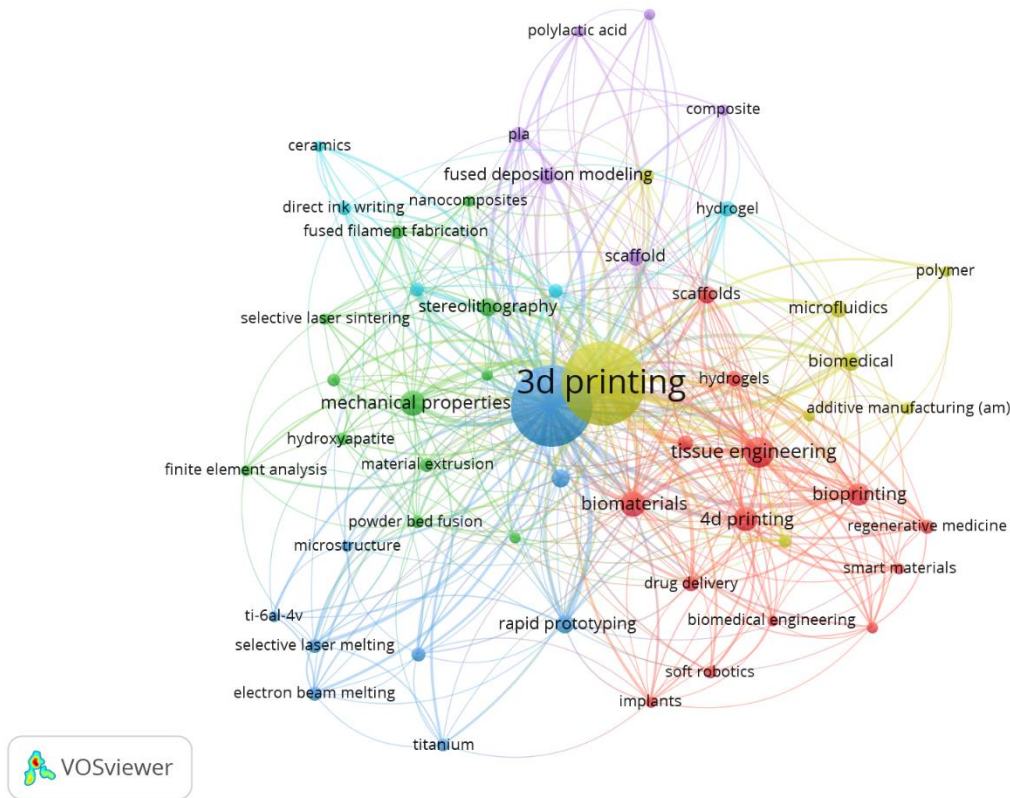 polylactic acid
composite
pla
ceramics
fused deposition modeling
nanocomposites
direct ink writing
hydrogel
fused filament fabrication
scaffold
polymer
scaffolds
stereolithography
microfluidics
selective laser sintering
biomedical
3d printing
hydrogels
mechanical properties
additive manufacturing (am)
hydroxyapatite
tissue engineering
material extrusion
finite element analysis
bioprinting
biomaterials
4d printing
powder bed fusion
regenerative medicine
microstructure
smart materials
drug delivery
ti-6al-4v
biomedical engineering
rapid prototyping
selective laser melting
soft robotics
electron beam melting
implants
titanium
VOSviewer